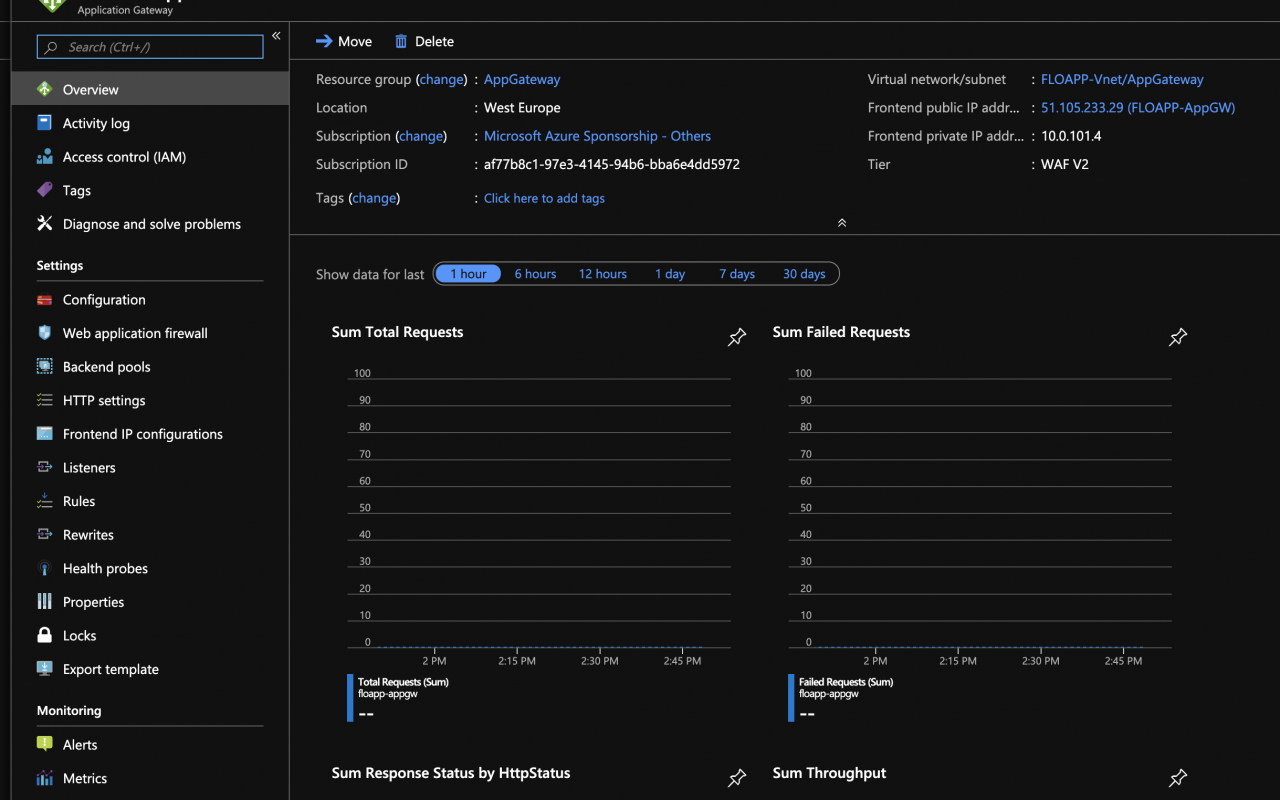 Application Gateway
Search (Ctrl+/)
«
Overview
Activity log
Access control (IAM)
Tags
Diagnose and solve problems
Settings
Configuration
Web application firewall
Backend pools
HTTP settings
Frontend IP configurations
Listeners
Rules
Rewrites
Health probes
Properties
Locks
Export template
Monitoring
Alerts
Metrics
Move Delete
Resource group (change) : AppGateway
Location : West Europe
Subscription (change) : Microsoft Azure Sponsorship - Others
Subscription ID : af77b8c1-97e3-4145-94b6-bba6e4dd5972
Tags (change) : Click here to add tags
Virtual network/subnet : FLOAPP-Vnet/AppGateway
Frontend public IP addr... : 51.105.233.29 (FLOAPP-AppGW)
Frontend private IP addr... : 10.0.101.4
Tier : WAF V2
Show data for last 1 hour 6 hours 12 hours 1 day 7 days 30 days
Sum Total Requests
100
90
80
70
60
50
40
30
20
10
0
2 PM 2:15 PM 2:30 PM 2:45 PM
Total Requests (Sum)
floapp-appgw
--
Sum Failed Requests
100
90
80
70
60
50
40
30
20
10
0
2 PM 2:15 PM 2:30 PM 2:45 PM
Failed Requests (Sum)
floapp-appgw
--
Sum Response Status by HttpStatus
Sum Throughput